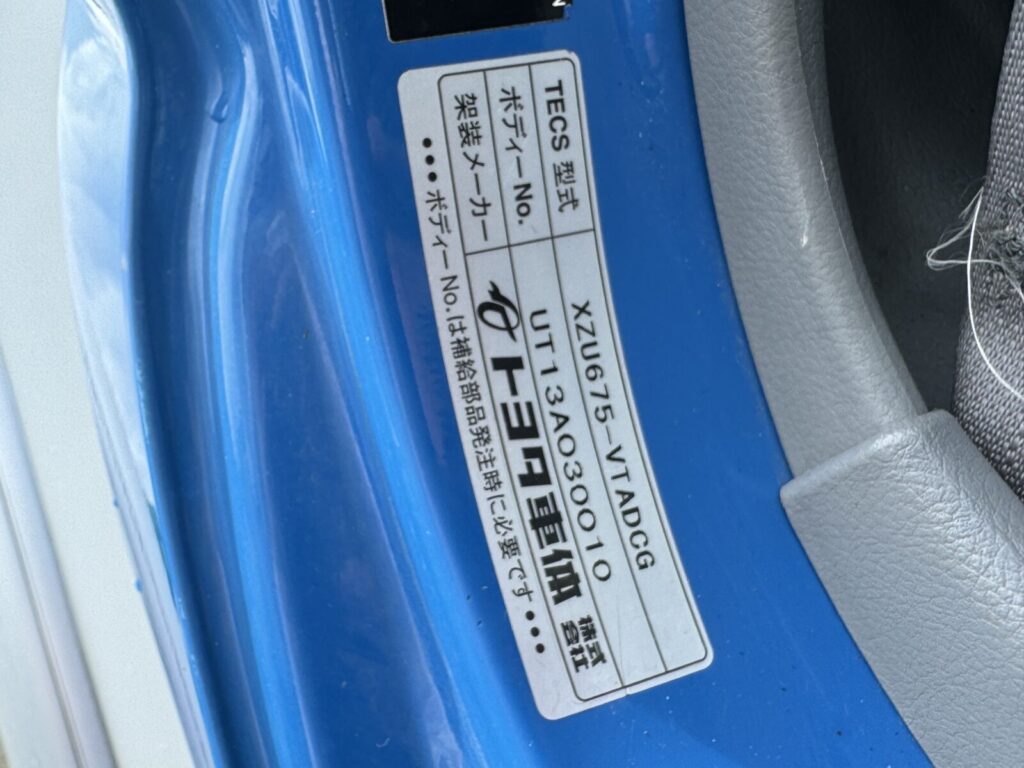 N
TECS 型式 XZU675-VTADCG
ボディーNo. UT13A030010
架装メーカー トヨタ車体 株式会社
•••ボディーNo.は補給部品発注時に必要です•••